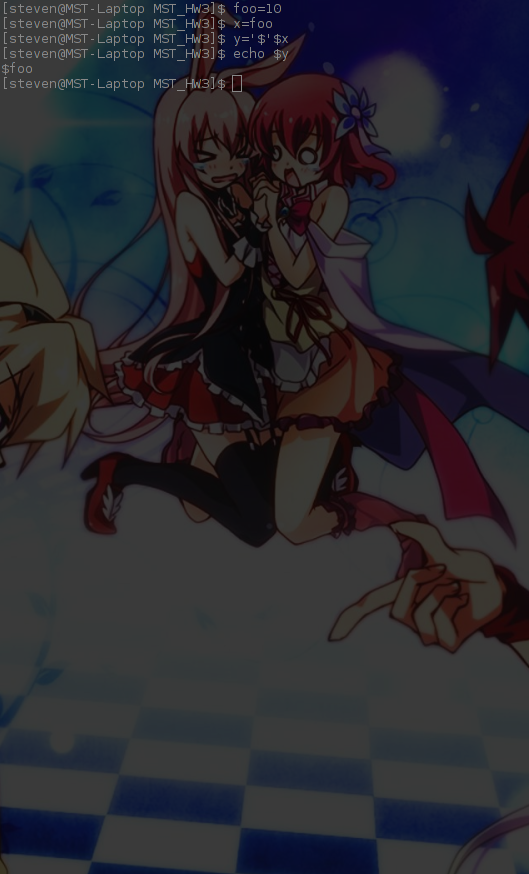 [steven@MST-Laptop MST_HW3]$ foo=10
[steven@MST-Laptop MST_HW3]$ x=foo
[steven@MST-Laptop MST_HW3]$ y='$'$x
[steven@MST-Laptop MST_HW3]$ echo $y
$foo
[steven@MST-Laptop MST_HW3]$